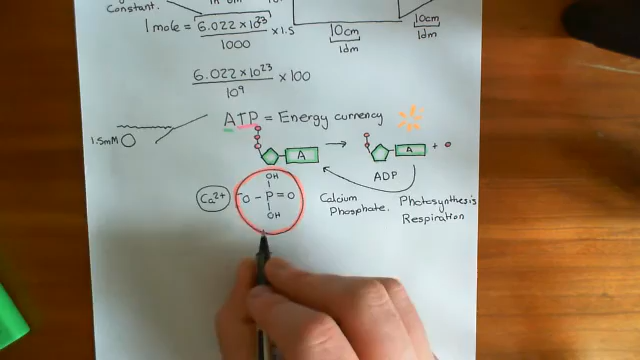 Constant.
1 mole = 6.022 × 10²³ × 1.5
1000
10cm
1dm
10cm
1dm
6.022 × 10²³ × 100
10⁹
ATP = Energy currency
1.5mM
A
A
+
ADP
OH
Ca²⁺
⁻O - P = O
OH
Calcium
Phosphate.
Photosynthesis
Respiration